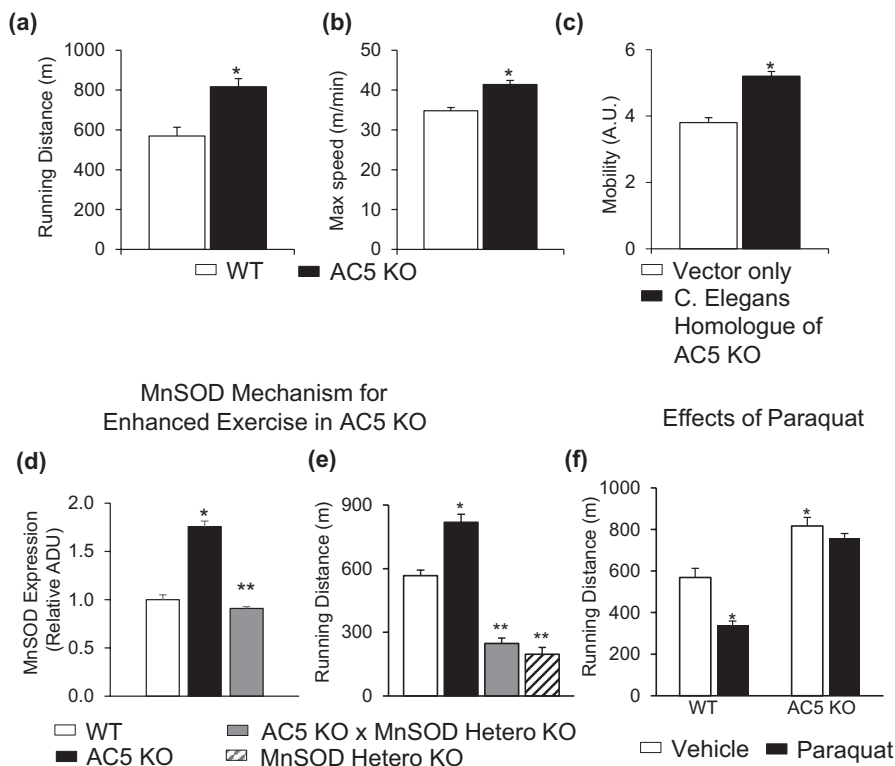 (a)
Running Distance (m)
1000
800
600
400
200
0
*
(b)
Max speed (m/min)
50
40
30
20
10
0
*
WT
AC5 KO
(c)
Mobility (A.U.)
6
4
2
0
*
Vector only
C. Elegans
Homologue of
AC5 KO
MnSOD Mechanism for
Enhanced Exercise in AC5 KO
Effects of Paraquat
(d)
MnSOD Expression
(Relative ADU)
2.0
1.5
1.0
0.5
0.0
*
**
(e)
Running Distance (m)
900
600
300
0
*
**
**
WT
AC5 KO
AC5 KO x MnSOD Hetero KO
MnSOD Hetero KO
(f)
Running Distance (m)
1000
800
600
400
200
0
*
*
WT
AC5 KO
Vehicle
Paraquat